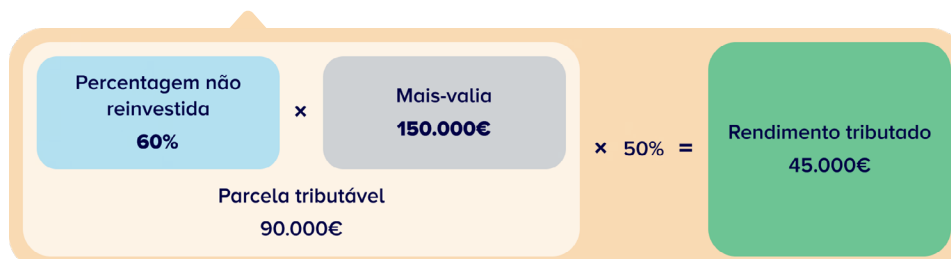 Percentagem não
reinvestida
60%
×
Mais-valia
150.000€
Parcela tributável
90.000€
× 50% =
Rendimento tributado
45.000€